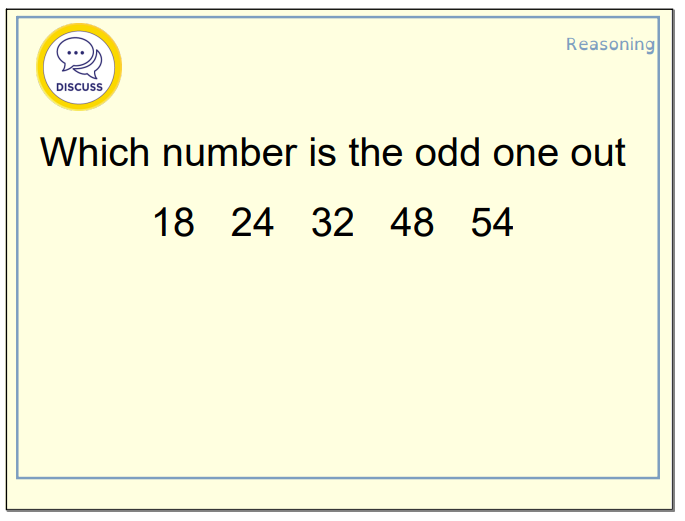 Reasoning
DISCUSS
Which number is the odd one out
18 24 32 48 54